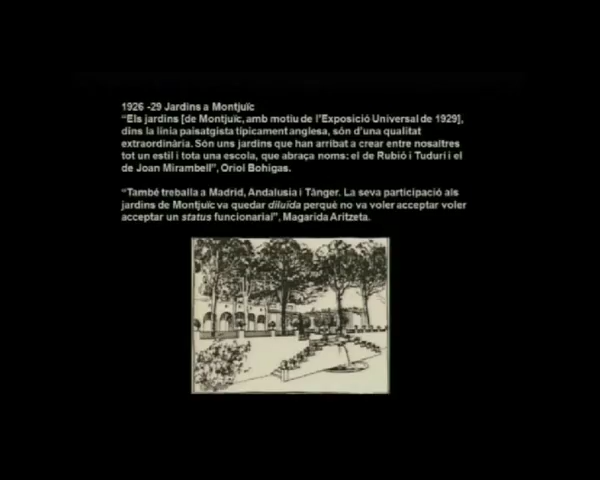 1926 -29 Jardins a Montjuïc
“Els jardins [de Montjuïc, amb motiu de l’Exposició Universal de 1929],
dins la línia paisatgista típicament anglesa, són d’una qualitat
extraordinària. Són uns jardins que han arribat a crear entre nosaltres
tot un estil i tota una escola, que abraça noms: el de Rubió i Tudurí i el
de Joan Mirambell”, Oriol Bohigas.
“També treballa a Madrid, Andalusia i Tànger. La seva participació als
jardins de Montjuïc va quedar diluïda perquè no va voler acceptar voler
acceptar un status funcionarial”, Magarida Aritzeta.